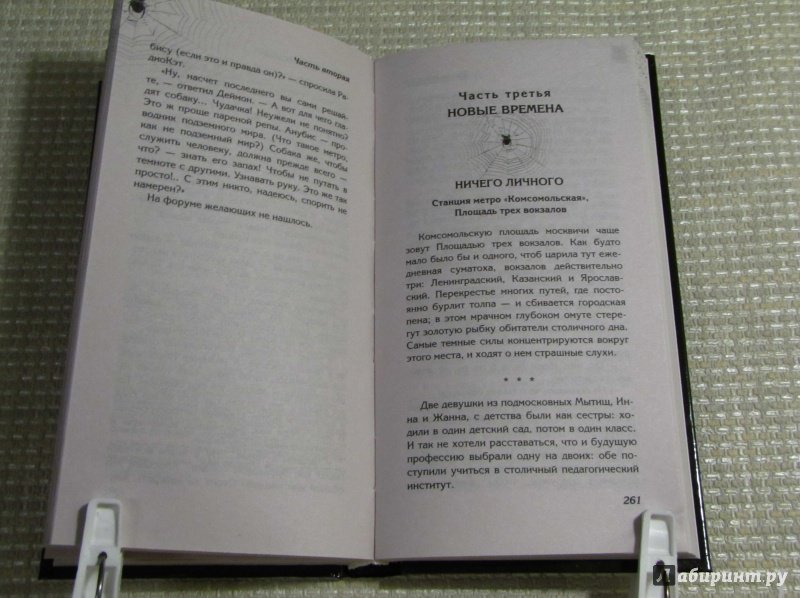 Часть вторая
бису (если это и правда он)?» — спросила Ра-
диоКэт.
«Ну, насчет последнего вы сами решай-
те, — ответил Деймон. — А вот для чего гла-
дят собаку... Чудачка! Неужели не понятно?
Это ж проще пареной репы. Анубис — про-
водник подземного мира. (Что такое метро,
как не подземный мир?) Собака же, чтобы
служить человеку, должна прежде всего —
что? — знать его запах! Чтобы не путать в
темноте с другими. Узнавать руку. Это же так
просто!.. С этим никто, надеюсь, спорить не
намерен?»
На форуме желающих не нашлось.
Часть третья
НОВЫЕ ВРЕМЕНА
НИЧЕГО ЛИЧНОГО
Станция метро «Комсомольская»,
Площадь трех вокзалов
Комсомольскую площадь москвичи чаще
зовут Площадью трех вокзалов. Как будто
мало было бы и одного, чтоб царила тут еже-
дневная суматоха, вокзалов действительно
три: Ленинградский, Казанский и Ярослав-
ский. Перекрестье многих путей, где посто-
янно бурлит толпа — и сбивается городская
пена; в этом мрачном глубоком омуте стере-
гут золотую рыбку обитатели столичного дна.
Самые темные силы концентрируются вокруг
этого места, и ходят о нем страшные слухи.
* * *
Две девушки из подмосковных Мытищ, Ин-
на и Жанна, с детства были как сестры: хо-
дили в один детский сад, потом в один класс.
И так не хотели расставаться, что и будущую
профессию выбрали одну на двоих: обе по-
ступили учиться в столичный педагогический
институт.
261
Лабиринт.ру